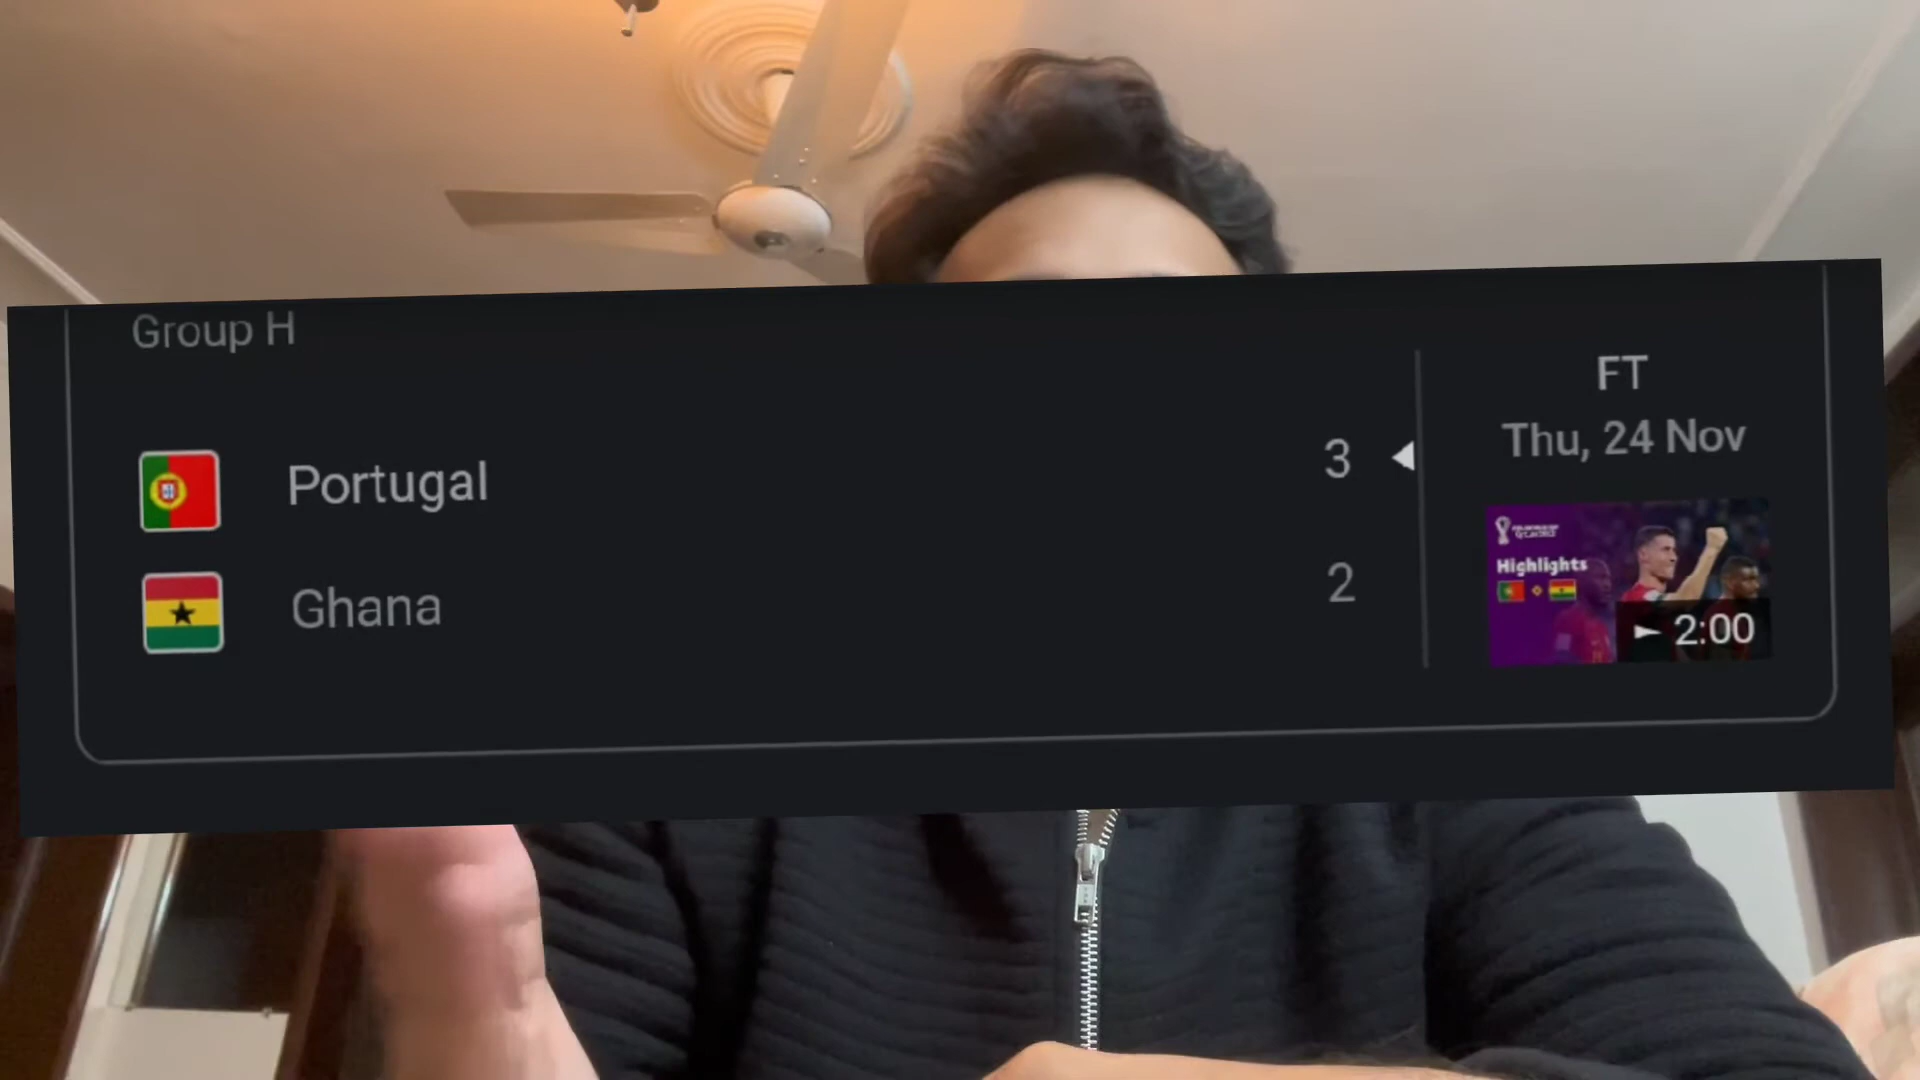 Group H
FT
Thu, 24 Nov
Portugal 3
Ghana 2
Highlights
2:00